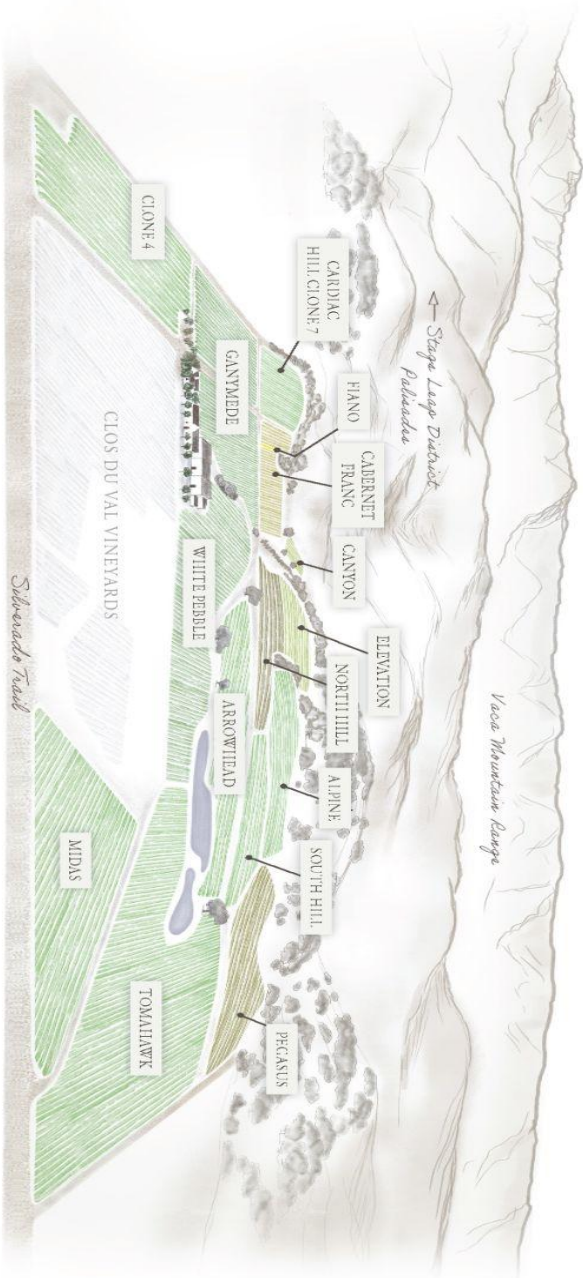 Vaca Mountain Range
← Stags Leap District
Palisades
CARDIAC
HILL CLONE 7
FIANO
CABERNET
FRANC
CANYON
ELEVATION
NORTH HILL
ALPINE
SOUTH HILL
PEGASUS
CLONE 4
GANYMEDE
WHITE PEBBLE
ARROWHEAD
CLOS DU VAL VINEYARDS
MIDAS
TOMAHAWK
Silverado Trail